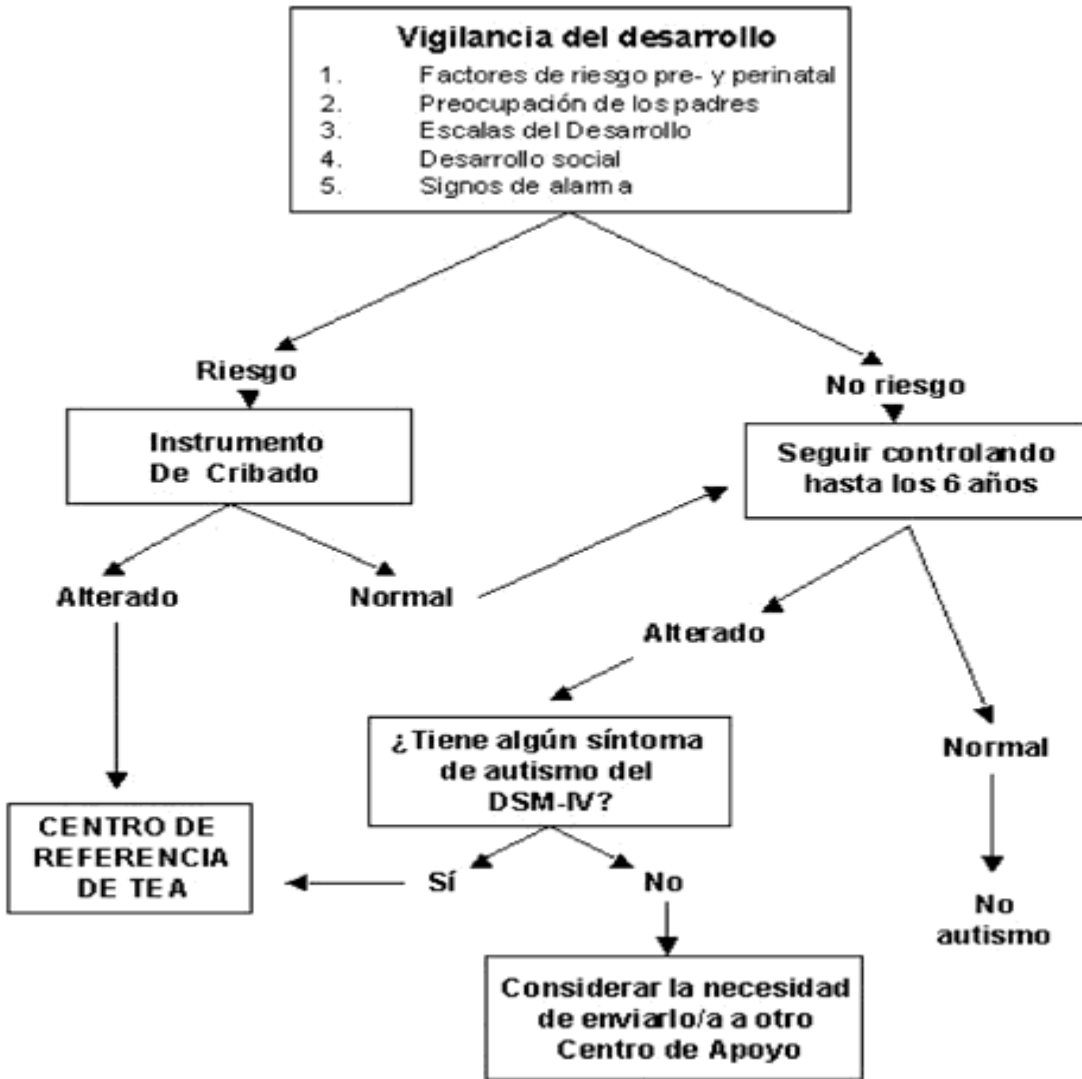 Vigilancia del desarrollo
1. Factores de riesgo pre- y perinatal
2. Preocupación de los padres
3. Escalas del Desarrollo
4. Desarrollo social
5. Signos de alarma
Riesgo
No riesgo
Instrumento
De Cribado
Seguir controlando
hasta los 6 años
Alterado
Normal
Alterado
¿Tiene algún síntoma
de autismo del
DSM-IV?
Normal
CENTRO DE
REFERENCIA
DE TEA
Sí
No
No
autismo
Considerar la necesidad
de enviarlo/a a otro
Centro de Apoyo